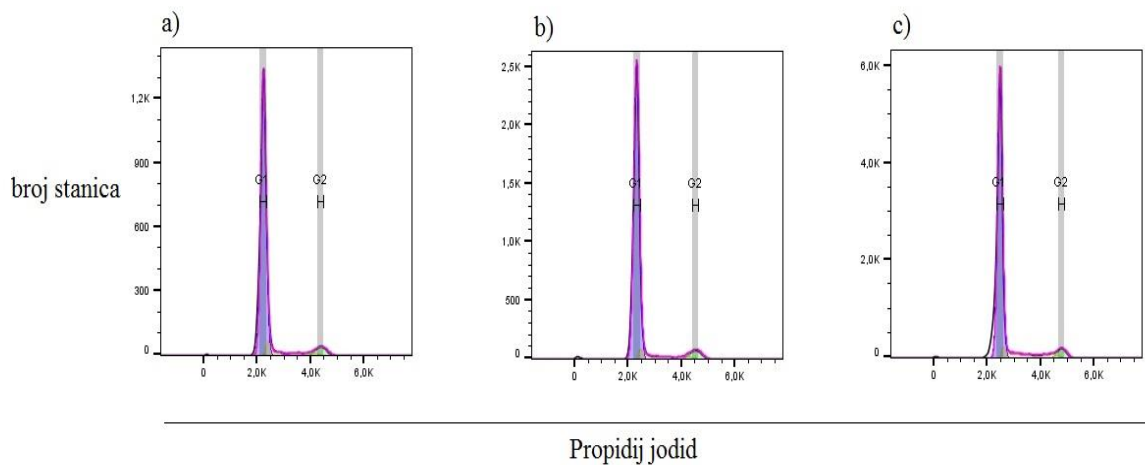 a)
b)
c)
broj stanica
1,2K
900
600
300
0
G1
G2
0
2,0K
4,0K
6,0K
2,5K
2,0K
1,5K
1,0K
500
0
G1
G2
0
2,0K
4,0K
6,0K
6,0K
4,0K
2,0K
0
G1
G2
0
2,0K
4,0K
6,0K
Propidij jodid